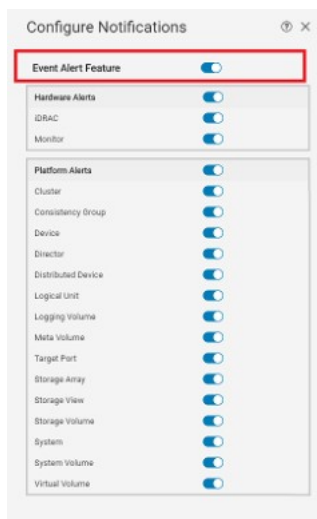 Configure Notifications
Event Alert Feature
Hardware Alerts
iDRAC
Monitor
Platform Alerts
Cluster
Consistency Group
Device
Director
Distributed Device
Logical Unit
Logging Volume
Meta Volume
Target Port
Storage Array
Storage View
Storage Volume
System
System Volume
Virtual Volume